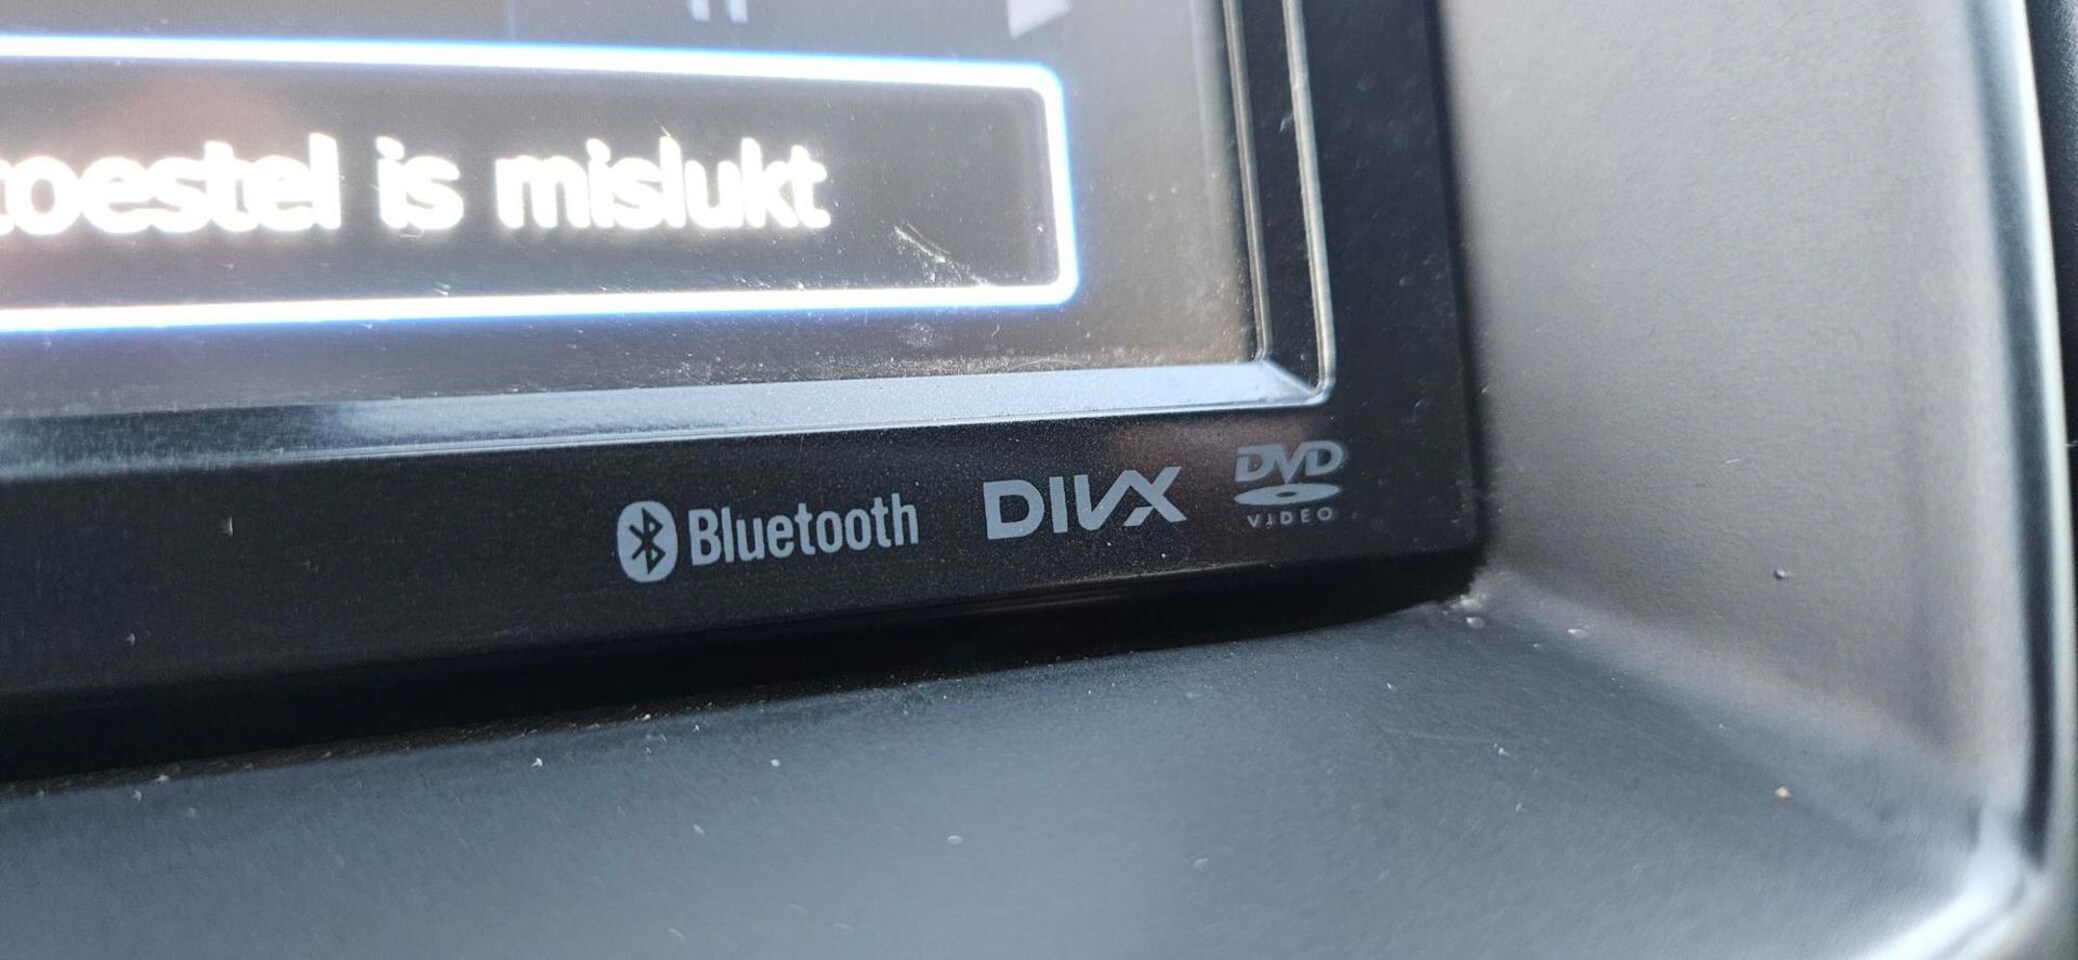 toestel is mislukt
Bluetooth DIVX DVD
VIDEO